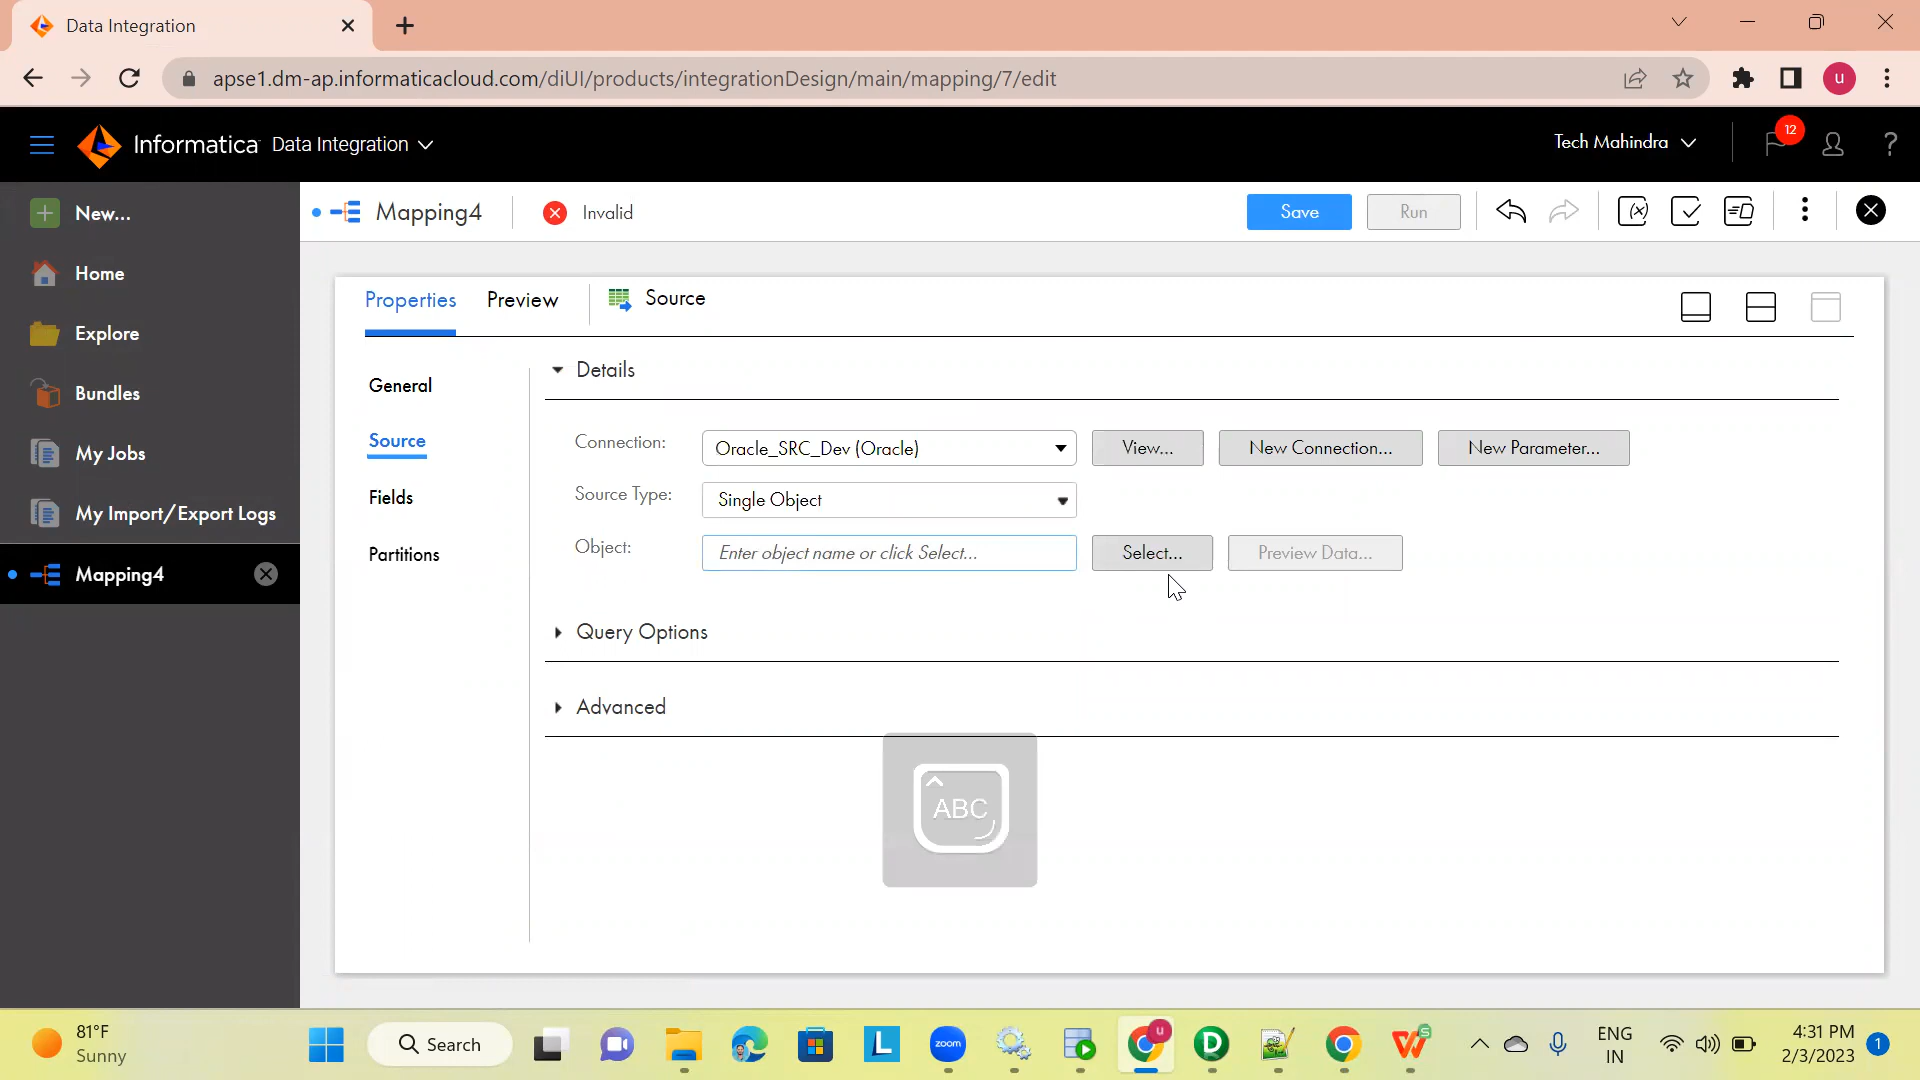 Data Integration
apse1.dm-ap.informaticacloud.com/diUI/products/integrationDesign/main/mapping/7/edit
u
Informatica Data Integration
Tech Mahindra
12
?
New...
Home
Explore
Bundles
My Jobs
My Import/Export Logs
Mapping4
Mapping4
Invalid
Save
Run
Properties
Preview
Source
General
Source
Fields
Partitions
Details
Connection:
Oracle_SRC_Dev (Oracle)
View...
New Connection...
New Parameter...
Source Type:
Single Object
Object:
Enter object name or click Select...
Select...
Preview Data...
Query Options
Advanced
ABC
81°F
Sunny
Search
L
zoom
u
D
W
S
ENG
IN
4:31 PM
2/3/2023
1